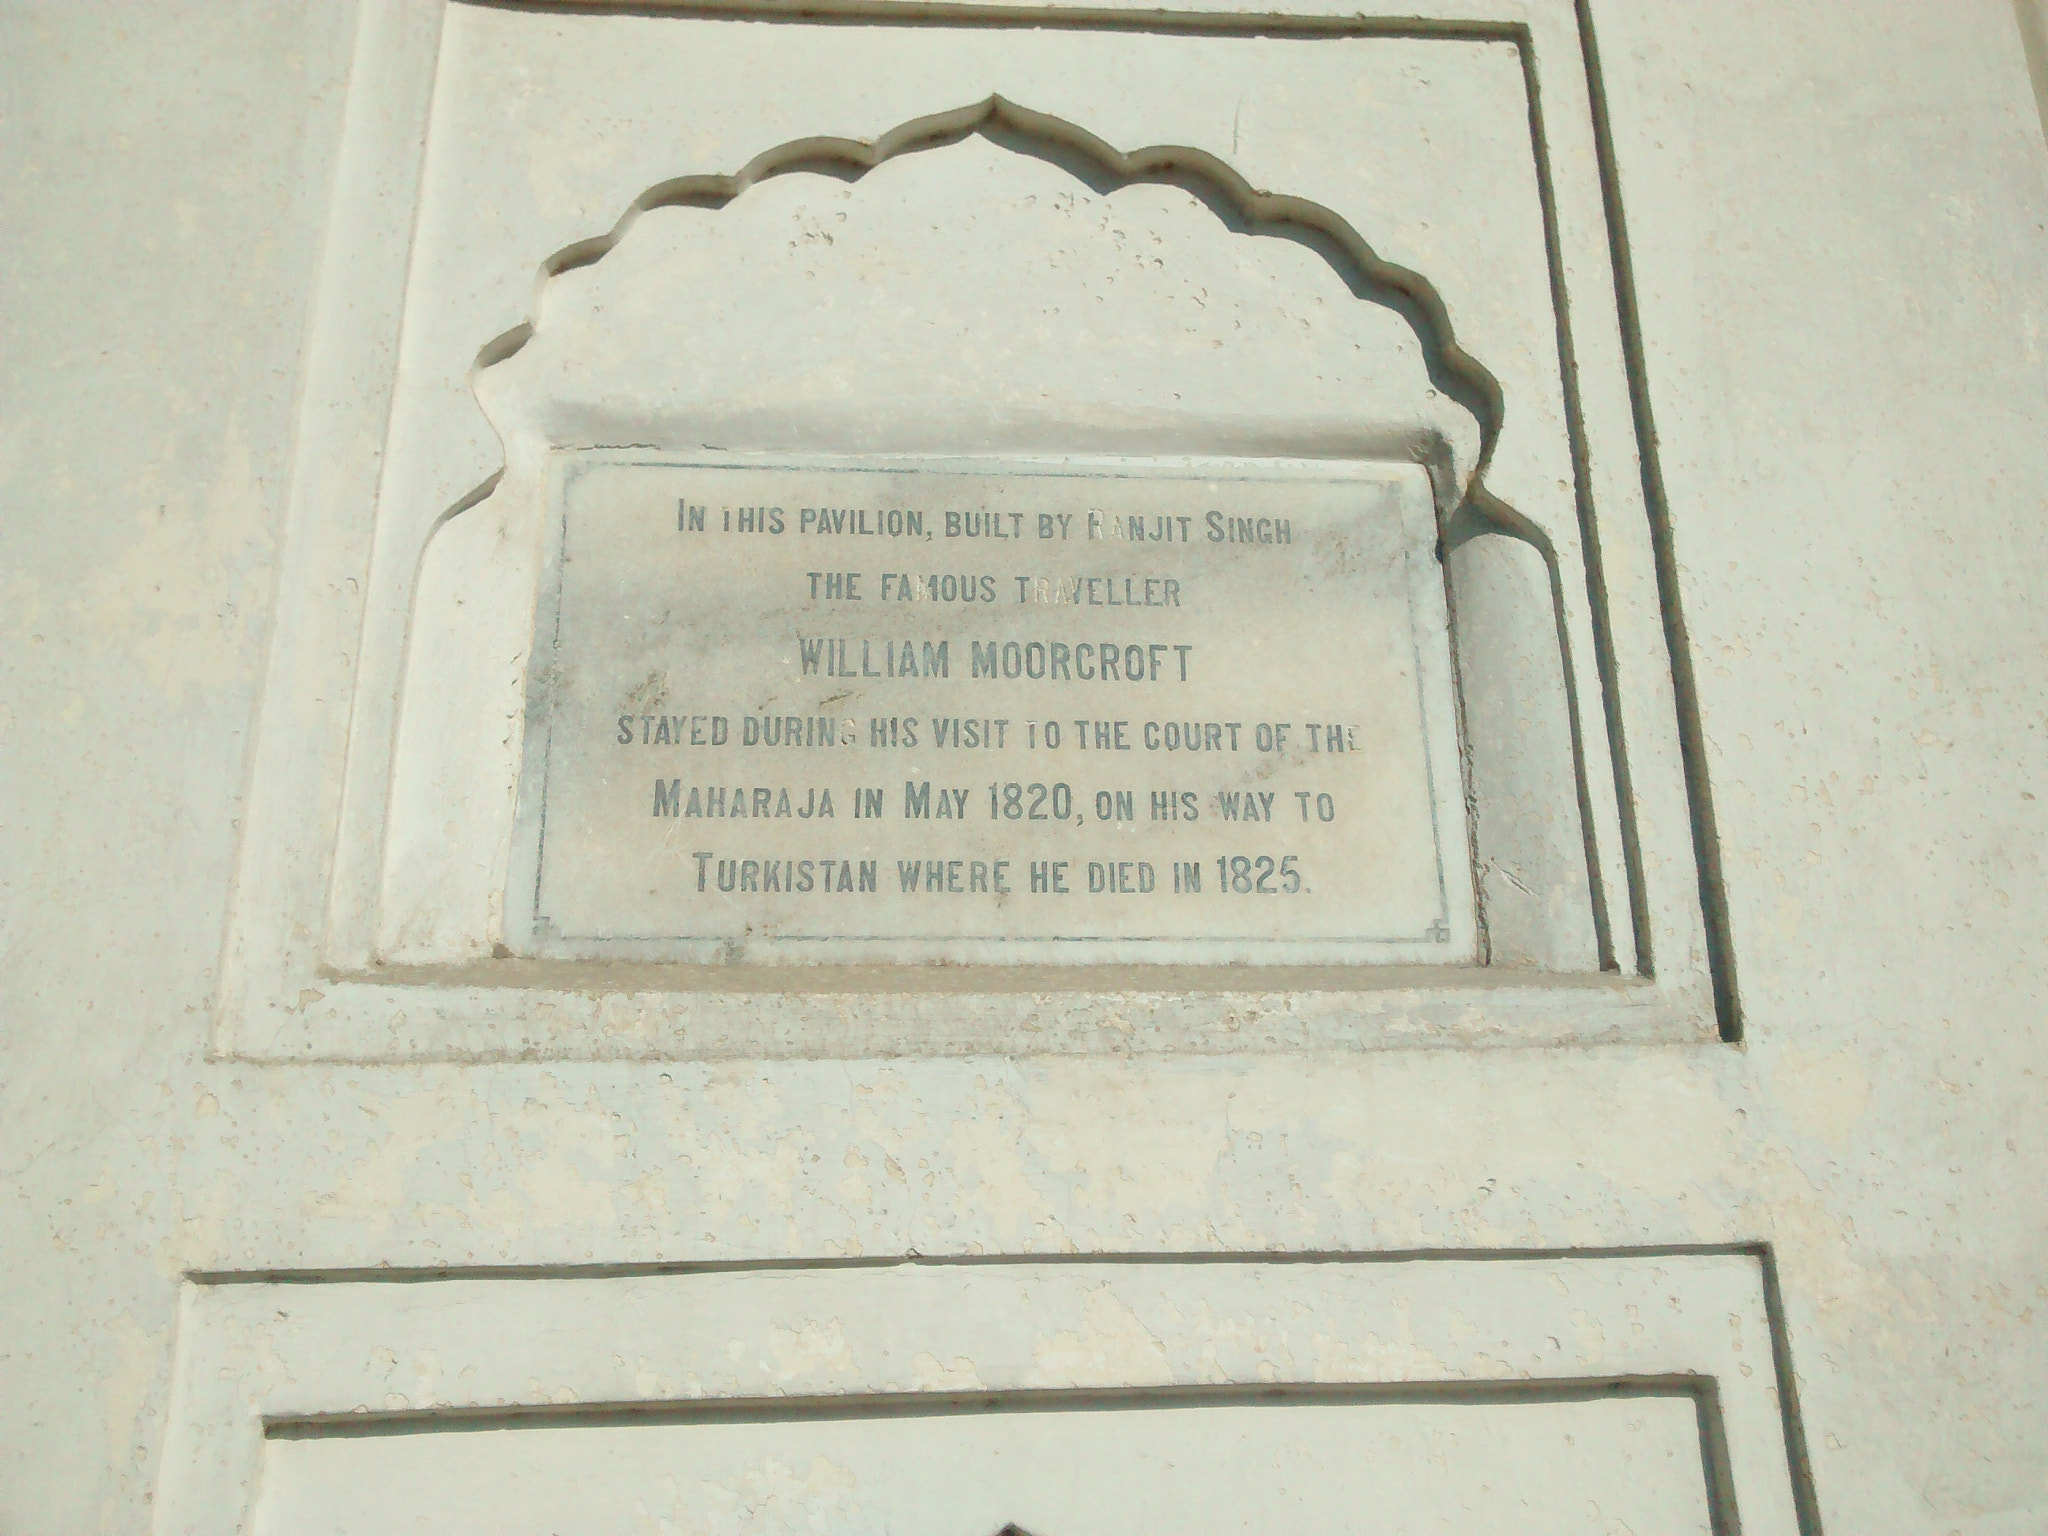 IN THIS PAVILION, BUILT BY RANJIT SINGH
THE FAMOUS TRAVELLER
WILLIAM MOORCROFT
STAYED DURING HIS VISIT TO THE COURT OF THE
MAHARAJA IN MAY 1820, ON HIS WAY TO
TURKISTAN WHERE HE DIED IN 1825.